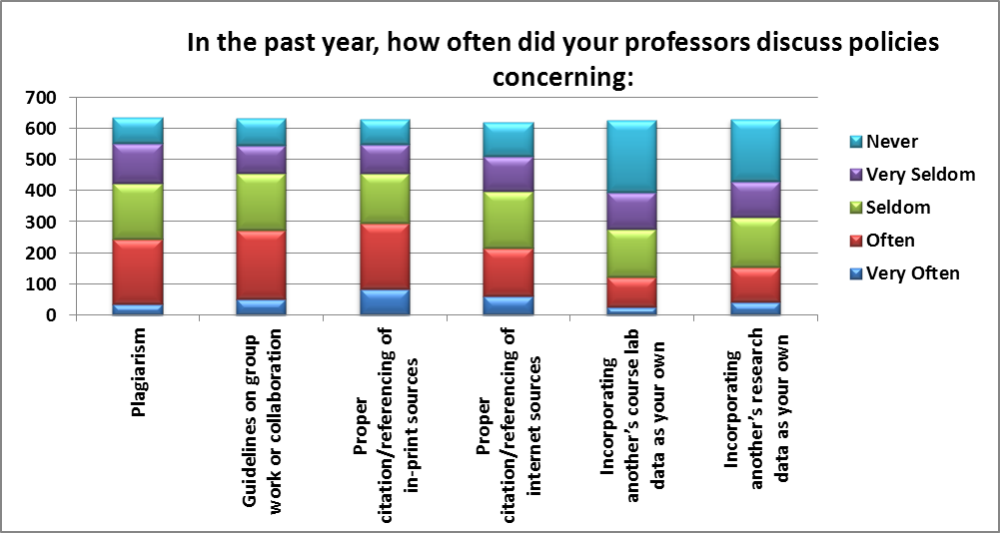 In the past year, how often did your professors discuss policies
concerning:
700
600
500
400
300
200
100
0
Never
Very Seldom
Seldom
Often
Very Often
Plagiarism
Guidelines on group
work or collaboration
Proper
citation/referencing of
in-print sources
Proper
citation/referencing of
internet sources
Incorporating
another's course lab
data as your own
Incorporating
another's research
data as your own